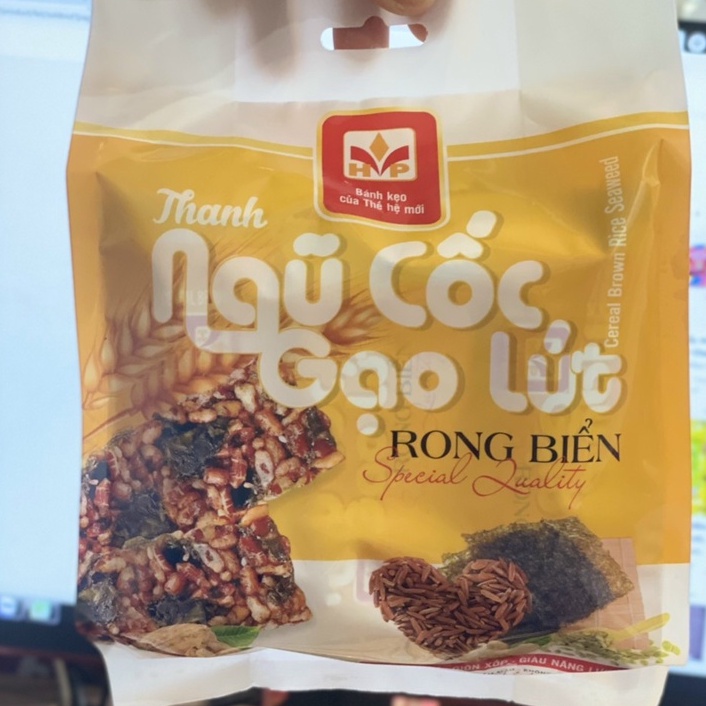 HVP
Bánh kẹo
của Thế hệ mới
Thanh
Ngũ Cốc
Gạo Lứt
RONG BIỂN
Special Quality
Cereal Brown Rice Seaweed